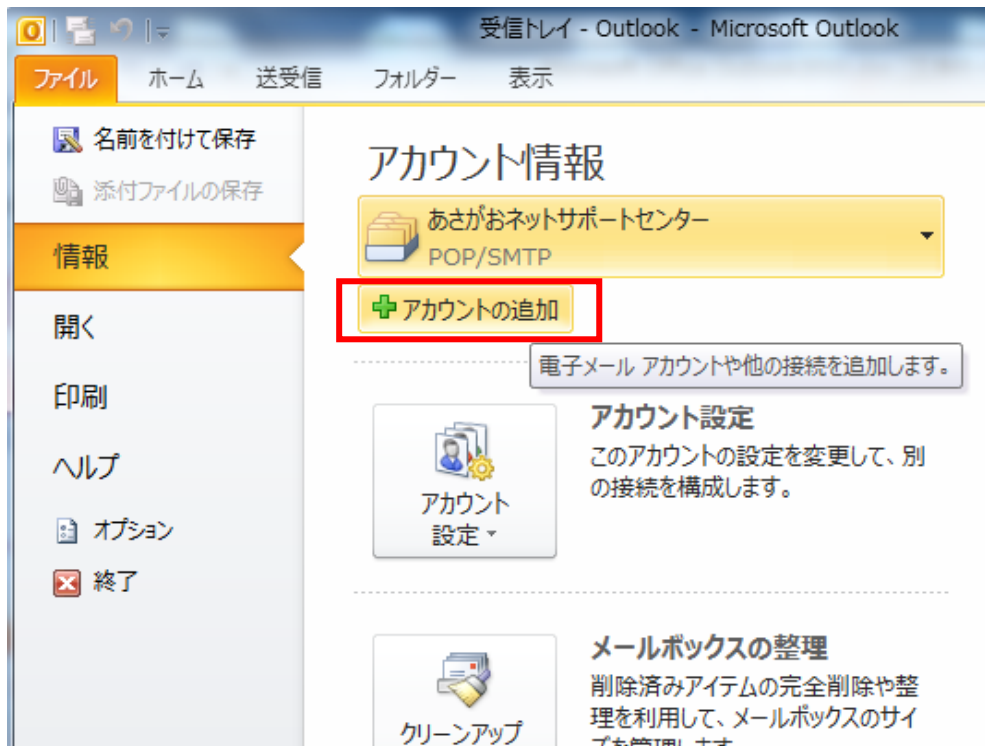 受信トレイ - Outlook - Microsoft Outlook
ファイル ホーム 送受信 フォルダー 表示
名前を付けて保存
添付ファイルの保存
情報
開く
印刷
ヘルプ
オプション
終了
アカウント情報
あさがおネットサポートセンター
POP/SMTP
アカウントの追加
電子メール アカウントや他の接続を追加します。
アカウント
設定
アカウント設定
このアカウントの設定を変更して、別
の接続を構成します。
クリーンアップ
メールボックスの整理
削除済みアイテムの完全削除や整
理を利用して、メールボックスのサイ
ズを管理します